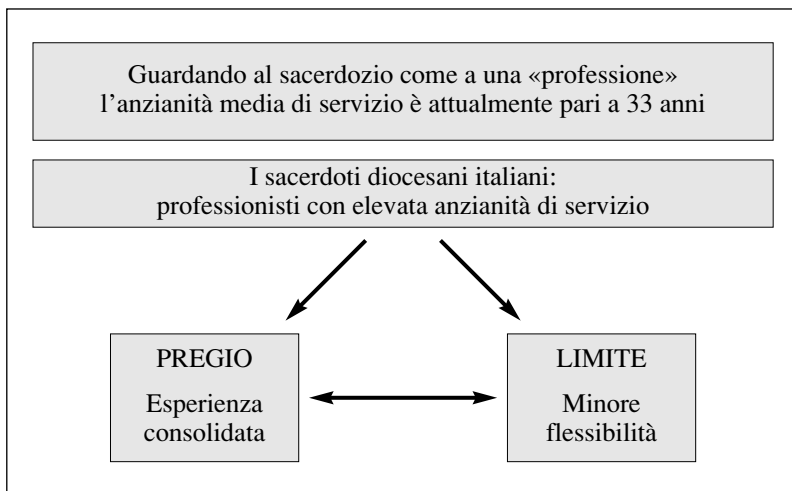 Guardando al sacerdozio come a una «professione»
l’anzianità media di servizio è attualmente pari a 33 anni
I sacerdoti diocesani italiani:
professionisti con elevata anzianità di servizio
PREGIO
Esperienza
consolidata
LIMITE
Minore
flessibilità